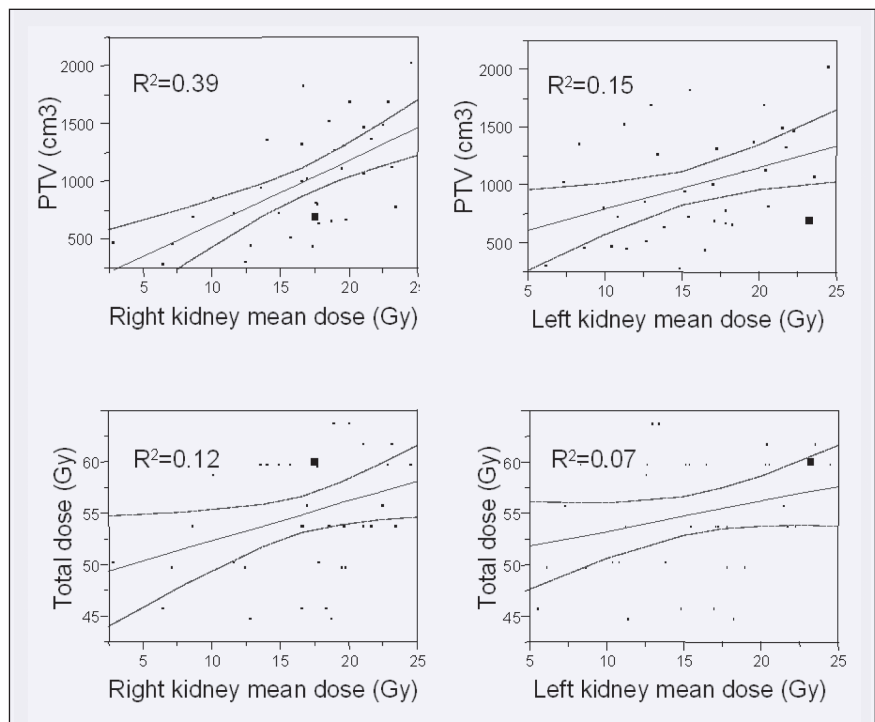 R²=0.39
PTV (cm3)
2000
1500
1000
500
5 10 15 20 25
Right kidney mean dose (Gy)
R²=0.15
PTV (cm3)
2000
1500
1000
500
5 10 15 20 25
Left kidney mean dose (Gy)
R²=0.12
Total dose (Gy)
60
55
50
45
5 10 15 20 25
Right kidney mean dose (Gy)
R²=0.07
Total dose (Gy)
60
55
50
45
5 10 15 20 25
Left kidney mean dose (Gy)